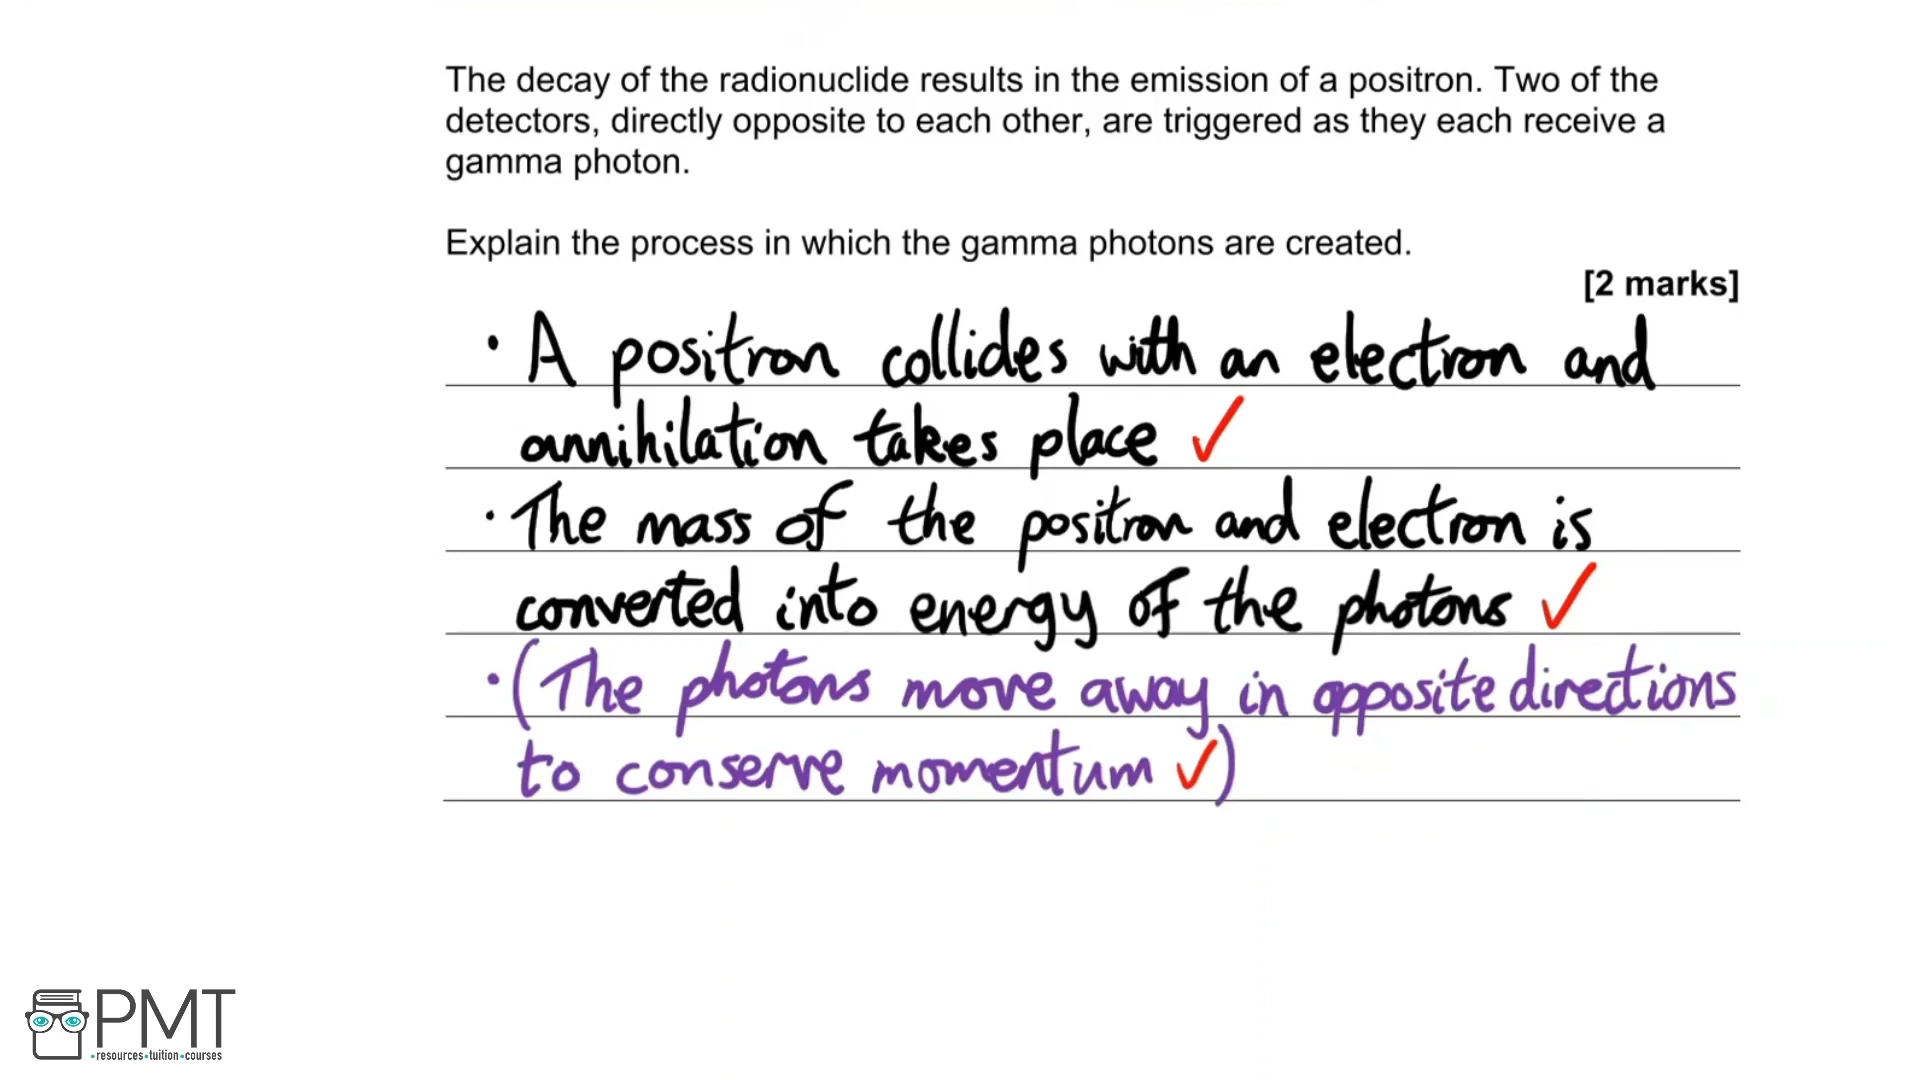 The decay of the radionuclide results in the emission of a positron. Two of the
detectors, directly opposite to each other, are triggered as they each receive a
gamma photon.
Explain the process in which the gamma photons are created.
[2 marks]
• A positron collides with an electron and
annihilation takes place ✓
• The mass of the positron and electron is
converted into energy of the photons ✓
• (The photons move away in opposite directions
to conserve momentum ✓)
PMT
•resources•tuition•courses